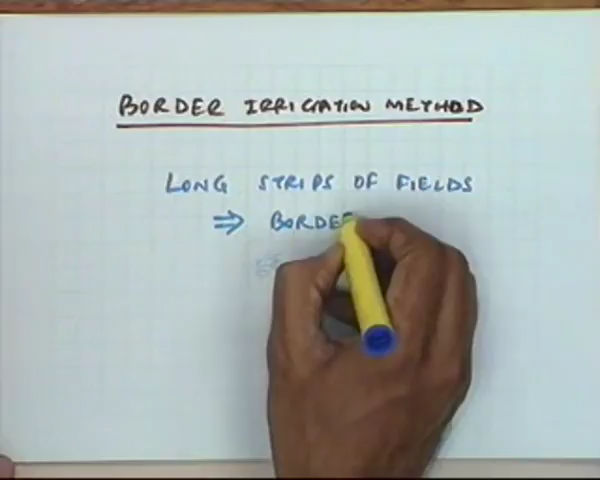 BORDER IRRIGATION METHOD
LONG STRIPS OF FIELDS
⇒ BORDE